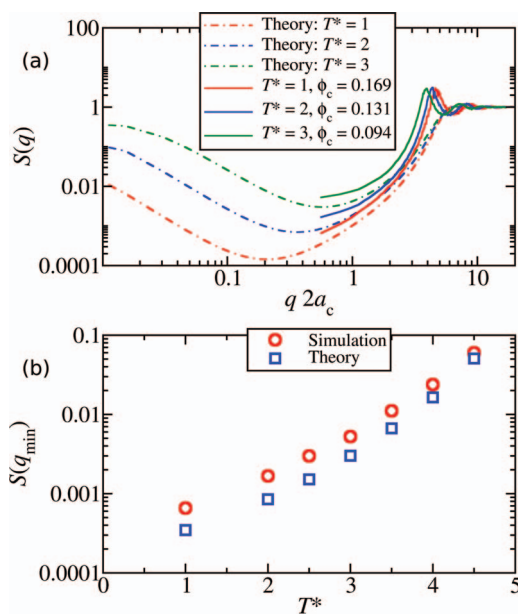 (a)
100
1
0.01
0.0001
S(q)
Theory: T* = 1
Theory: T* = 2
Theory: T* = 3
T* = 1, ϕc = 0.169
T* = 2, ϕc = 0.131
T* = 3, ϕc = 0.094
0.1 1 10
q 2ac
(b)
0.1
0.01
0.001
0.0001
S(qmin)
Simulation
Theory
0 1 2 3 4 5
T*